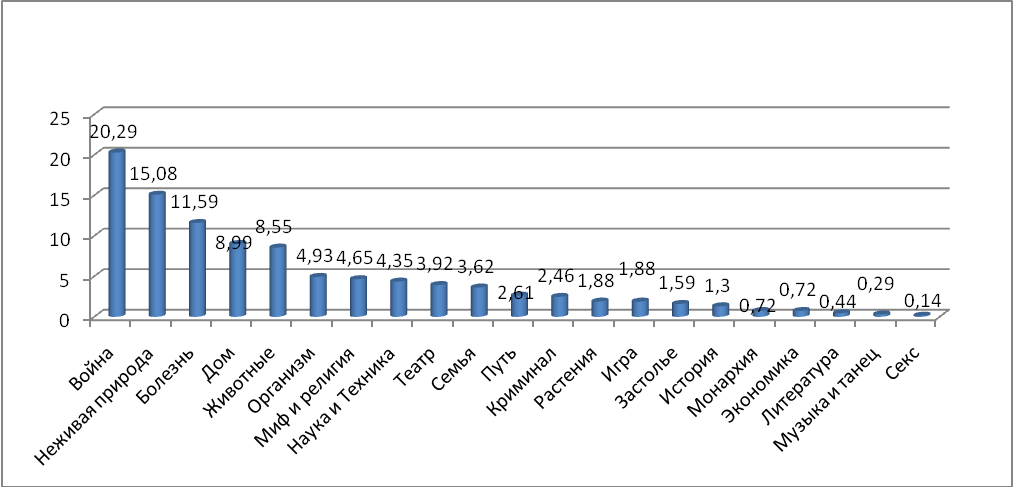 25
20
15
10
5
0
20,29
15,08
11,59
8,99
8,55
4,93
4,65
4,35
3,92
3,62
2,61
2,46
1,88
1,88
1,59
1,3
0,72
0,72
0,44
0,29
0,14
Война
Неживая природа
Болезнь
Дом
Животные
Организм
Миф и религия
Наука и Техника
Театр
Семья
Путь
Криминал
Растения
Игра
Застолье
История
Монархия
Экономика
Литература
Музыка и танец
Секс